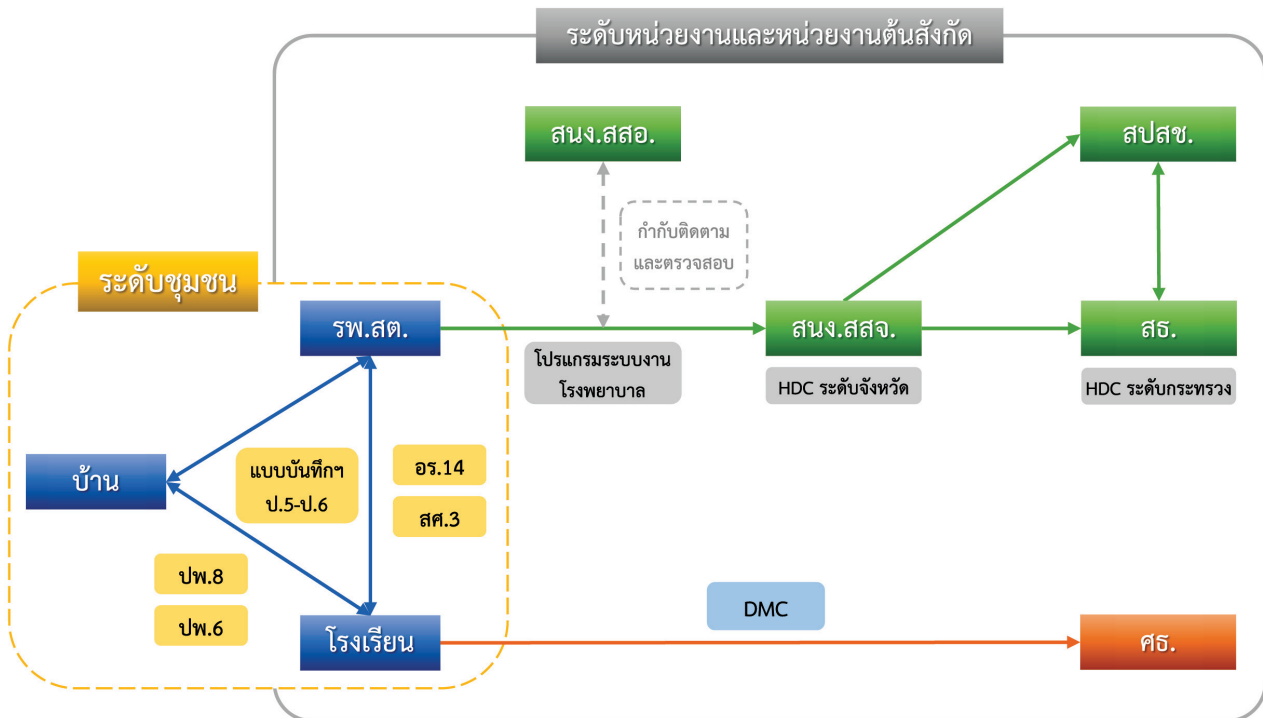 ระดับหน่วยงานและหน่วยงานต้นสังกัด
สนง.สสอ.
สปสช.
กำกับติดตาม
และตรวจสอบ
ระดับชุมชน
รพ.สต.
สนง.สสจ.
สธ.
โปรแกรมระบบงาน
โรงพยาบาล
HDC ระดับจังหวัด
HDC ระดับกระทรวง
บ้าน
แบบบันทึกฯ
ป.5-ป.6
อร.14
สศ.3
ปพ.8
ปพ.6
DMC
โรงเรียน
ศธ.